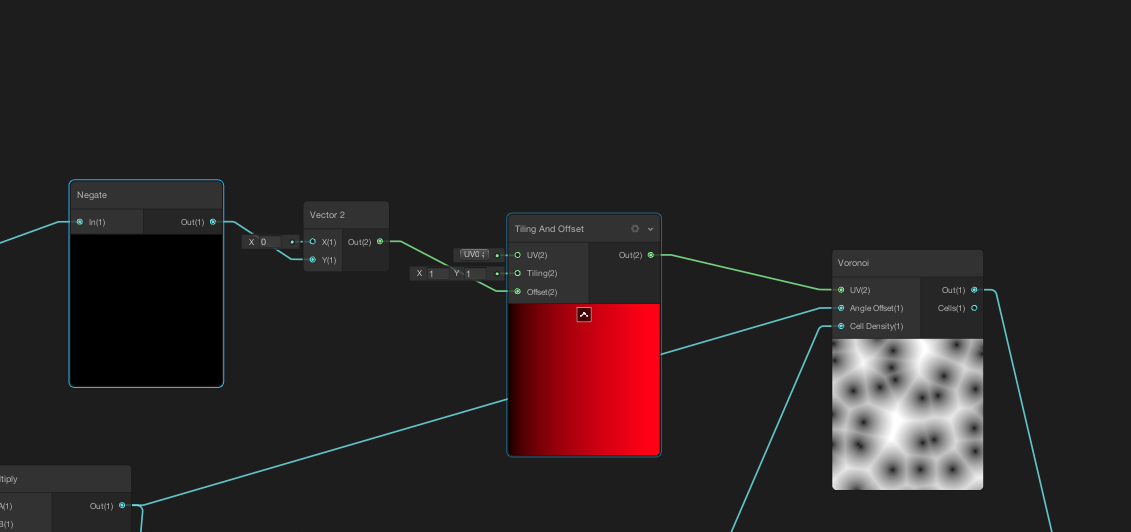 Negate
In(1) Out(1)
Vector 2
X 0 X(1) Out(2)
Y(1)
Tiling And Offset
UV0 UV(2) Out(2)
X 1 Y 1 Tiling(2)
Offset(2)
Voronoi
UV(2) Out(1)
Angle Offset(1) Cells(1)
Cell Density(1)
ltiply
A(1) Out(1)
B(1)